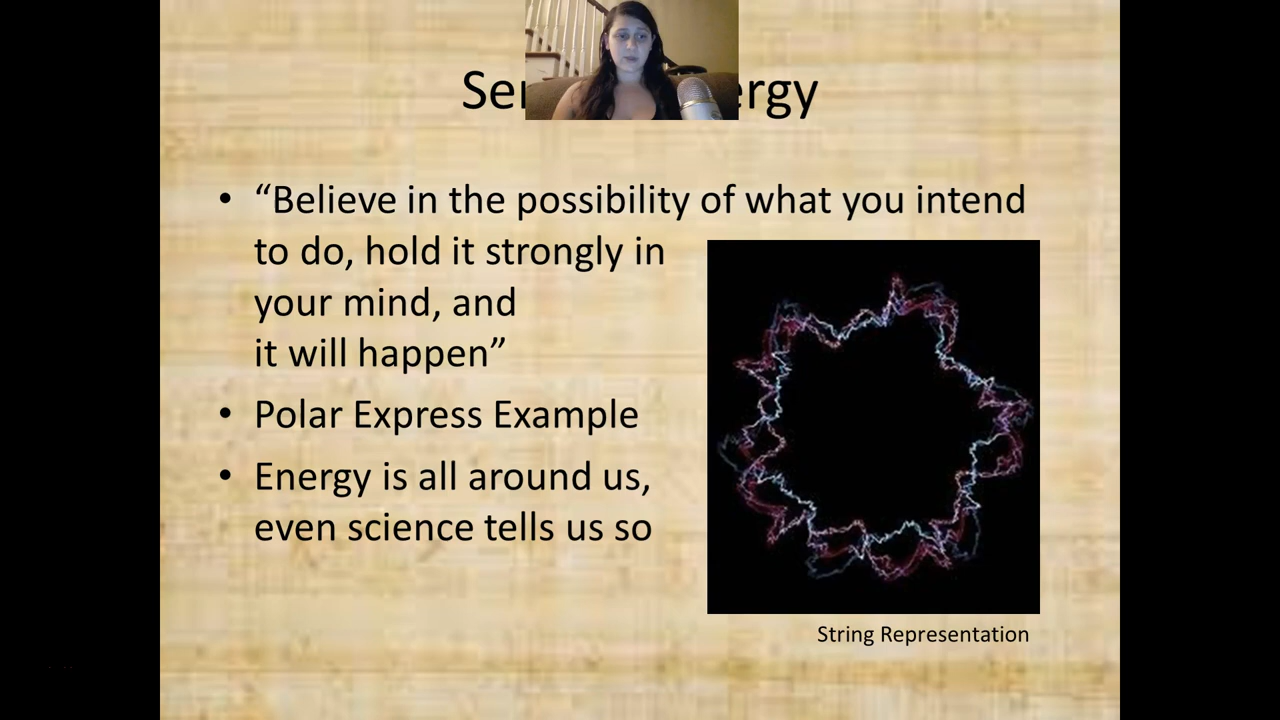 Se ergy
• “Believe in the possibility of what you intend
to do, hold it strongly in
your mind, and
it will happen”
• Polar Express Example
• Energy is all around us,
even science tells us so
String Representation